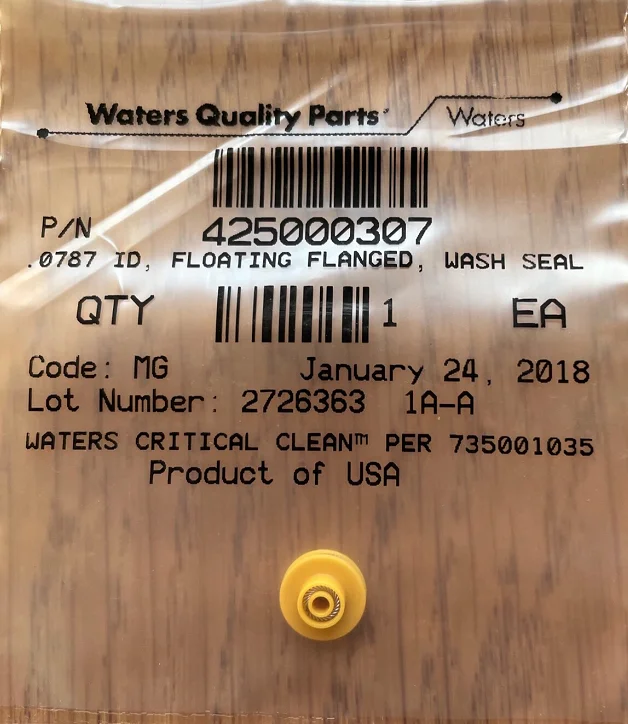 Waters Quality Parts Waters
P/N 425000307
.0787 ID, FLOATING FLANGED, WASH SEAL
QTY 1 EA
Code: MG January 24, 2018
Lot Number: 2726363 1A-A
WATERS CRITICAL CLEAN™ PER 735001035
Product of USA